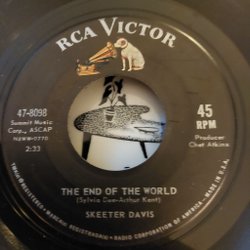 RCA VICTOR
47-8098
Summit Music
Corp., ASCAP
N2WW-0770
2:33
45
RPM
Producer
Chet Atkins
THE END OF THE WORLD
(Sylvia Dee-Arthur Kent)
SKEETER DAVIS